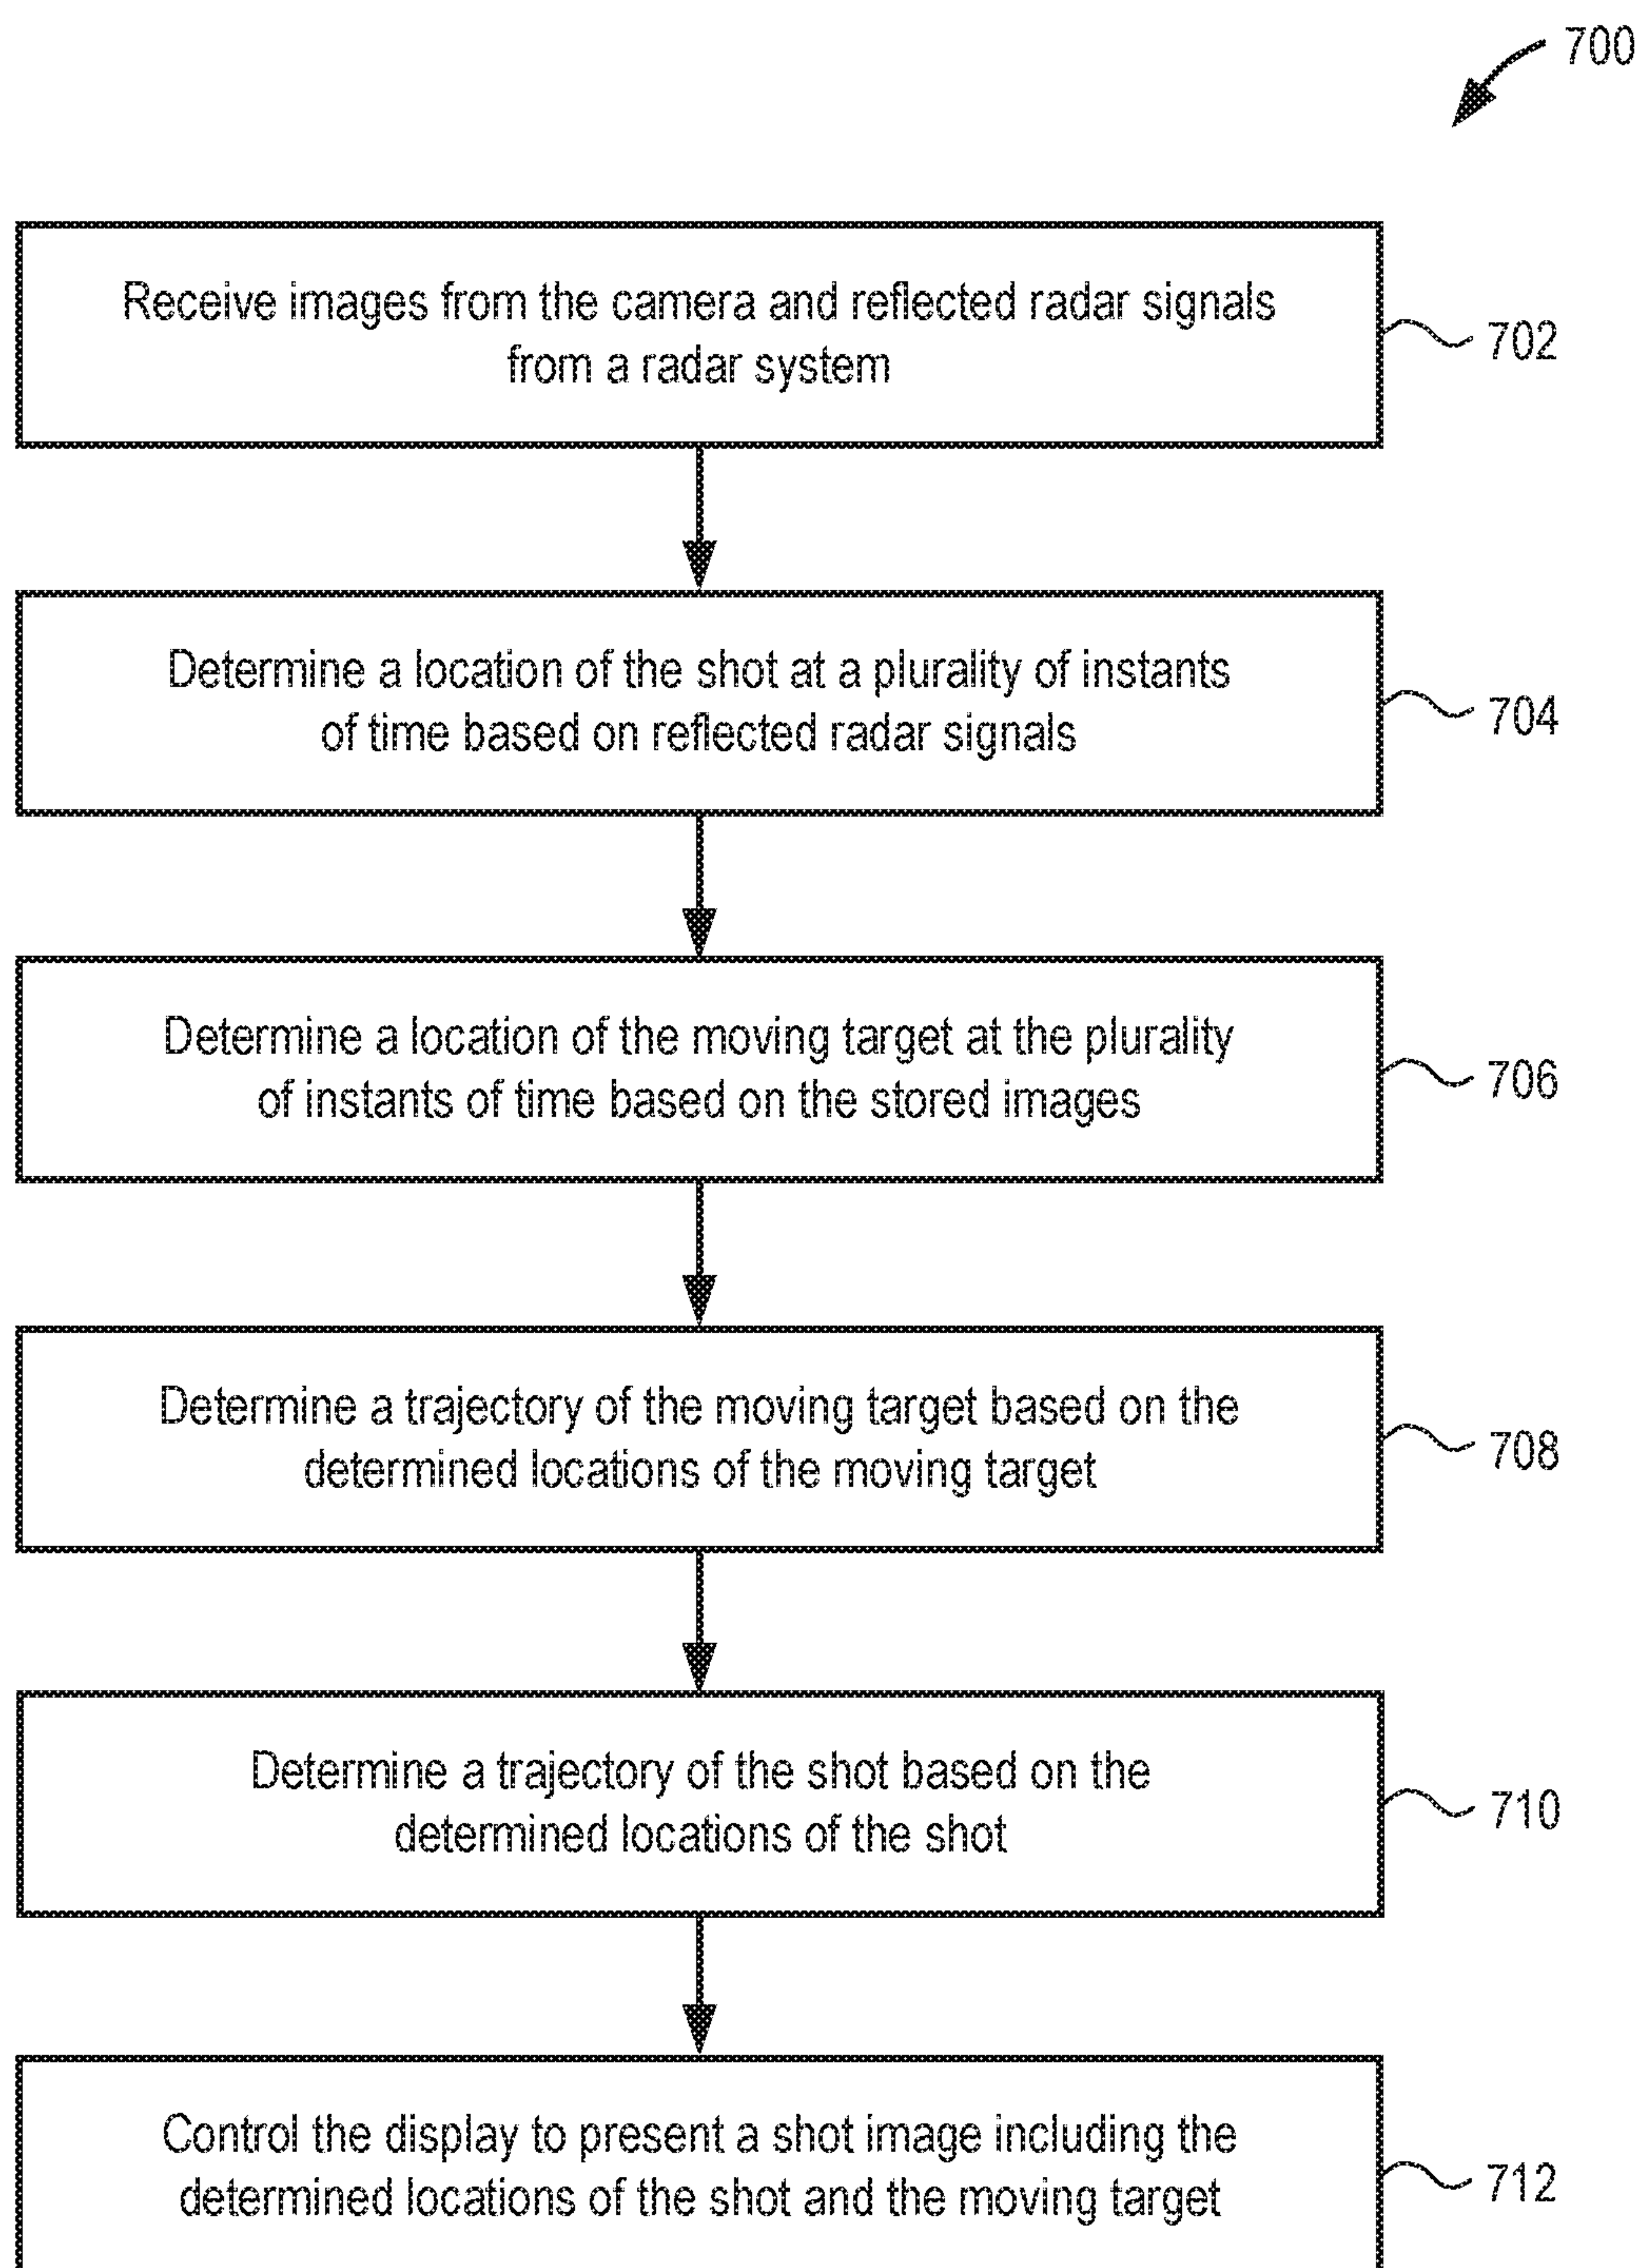 700
Receive images from the camera and reflected radar signals
from a radar system
702
Determine a location of the shot at a plurality of instants
of time based on reflected radar signals
704
Determine a location of the moving target at the plurality
of instants of time based on the stored images
706
Determine a trajectory of the moving target based on the
determined locations of the moving target
708
Determine a trajectory of the shot based on the
determined locations of the shot
710
Control the display to present a shot image including the
determined locations of the shot and the moving target
712